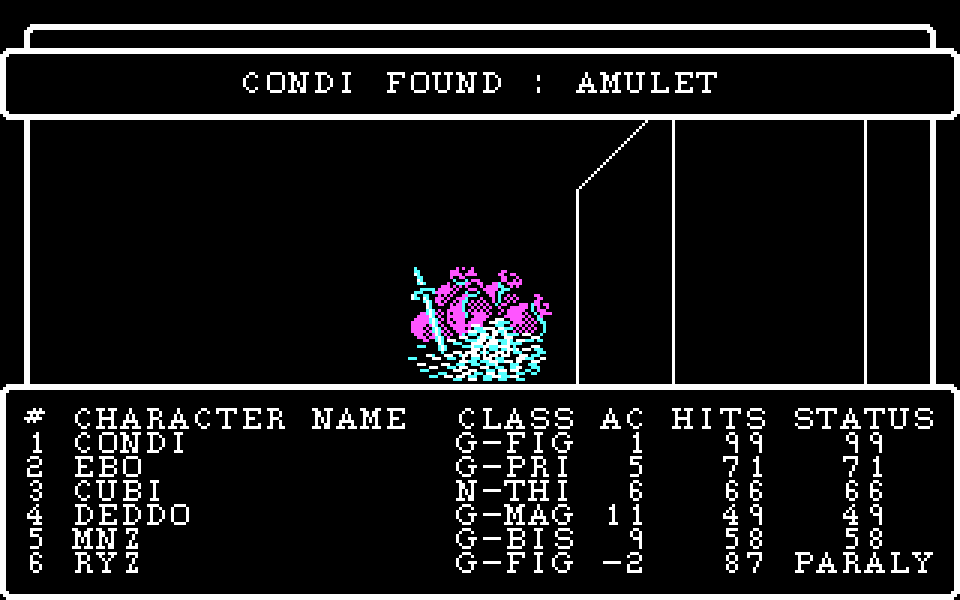 CONDI FOUND : AMULET
# CHARACTER NAME CLASS AC HITS STATUS
1 CONDI G-FIG 1 99 99
2 EBO G-PRI 5 71 71
3 CUBI N-THI 6 66 66
4 DEDDO G-MAG 11 49 49
5 MNZ G-BIS 9 58 58
6 RYZ G-FIG -2 87 PARALY